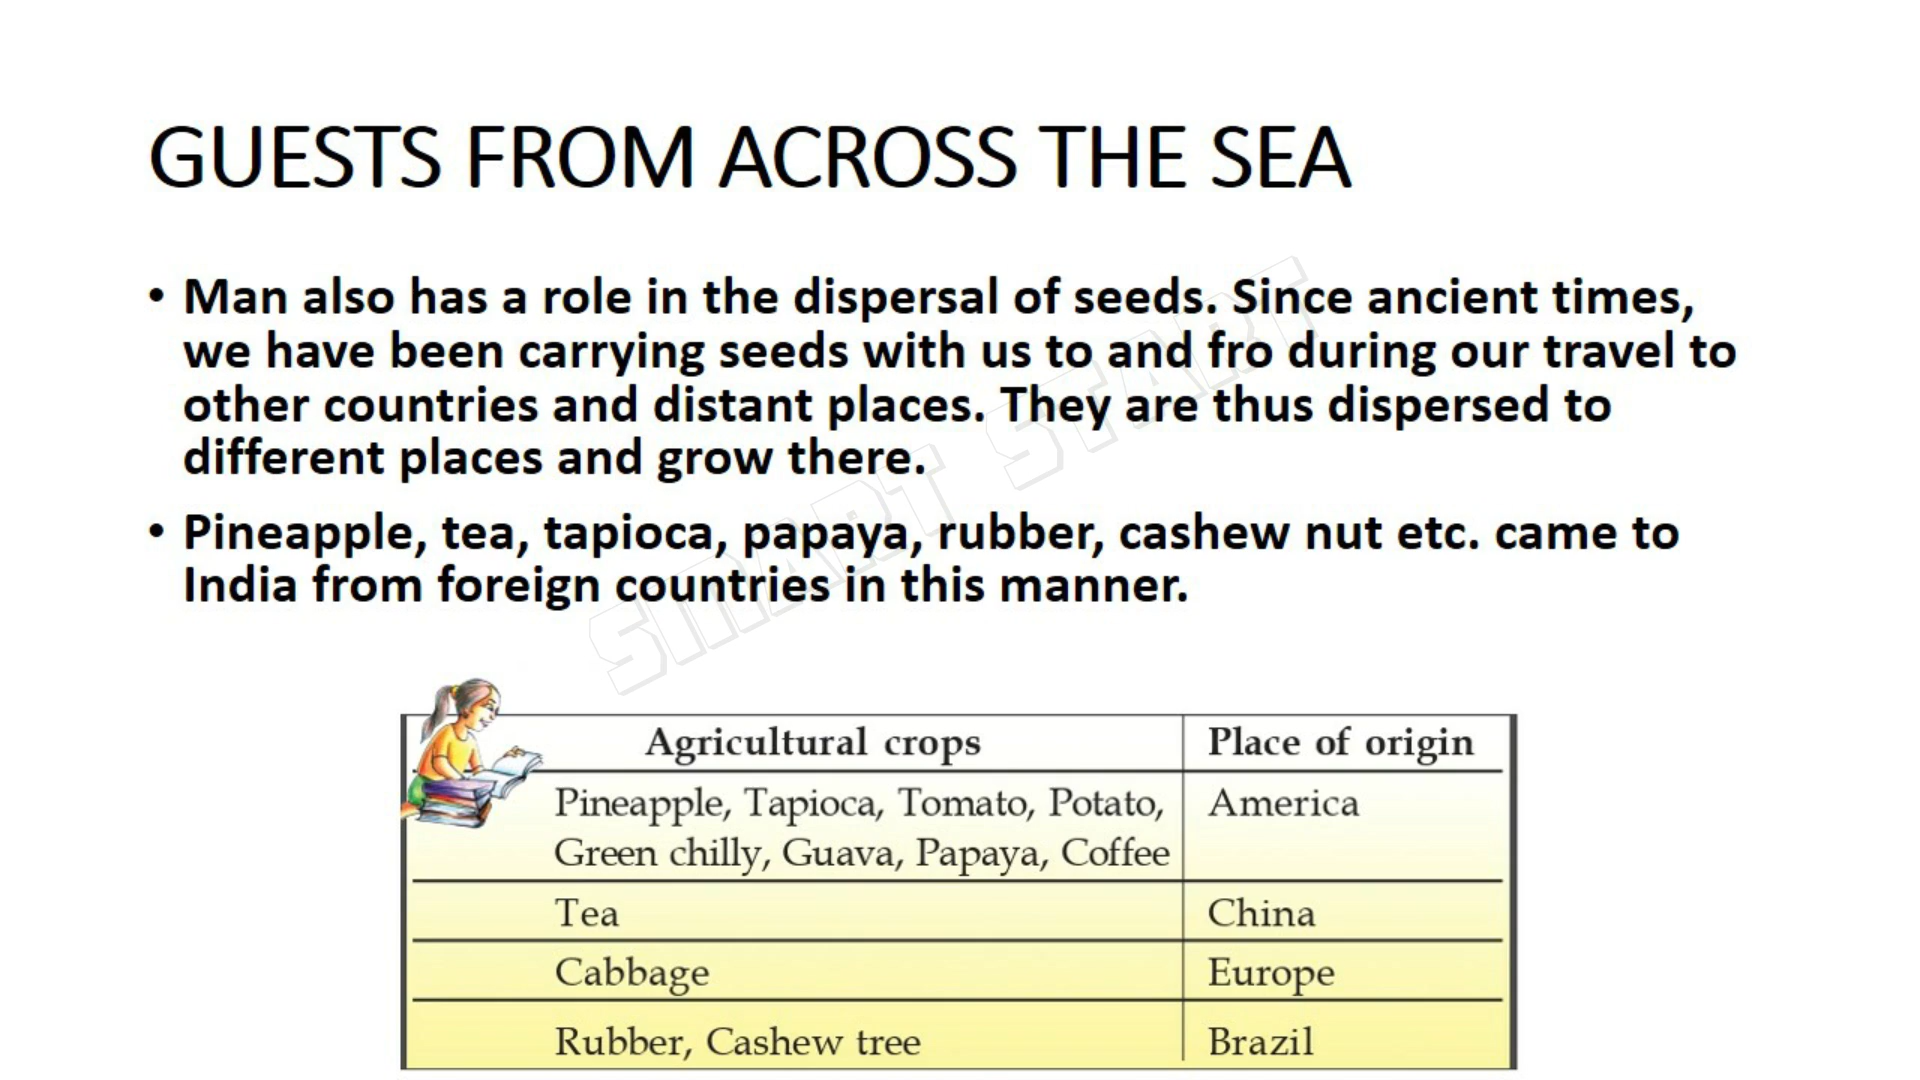 GUESTS FROM ACROSS THE SEA
• Man also has a role in the dispersal of seeds. Since ancient times,
we have been carrying seeds with us to and fro during our travel to
other countries and distant places. They are thus dispersed to
different places and grow there.
• Pineapple, tea, tapioca, papaya, rubber, cashew nut etc. came to
India from foreign countries in this manner.
SMART START
Agricultural crops Place of origin
Pineapple, Tapioca, Tomato, Potato, America
Green chilly, Guava, Papaya, Coffee
Tea China
Cabbage Europe
Rubber, Cashew tree Brazil